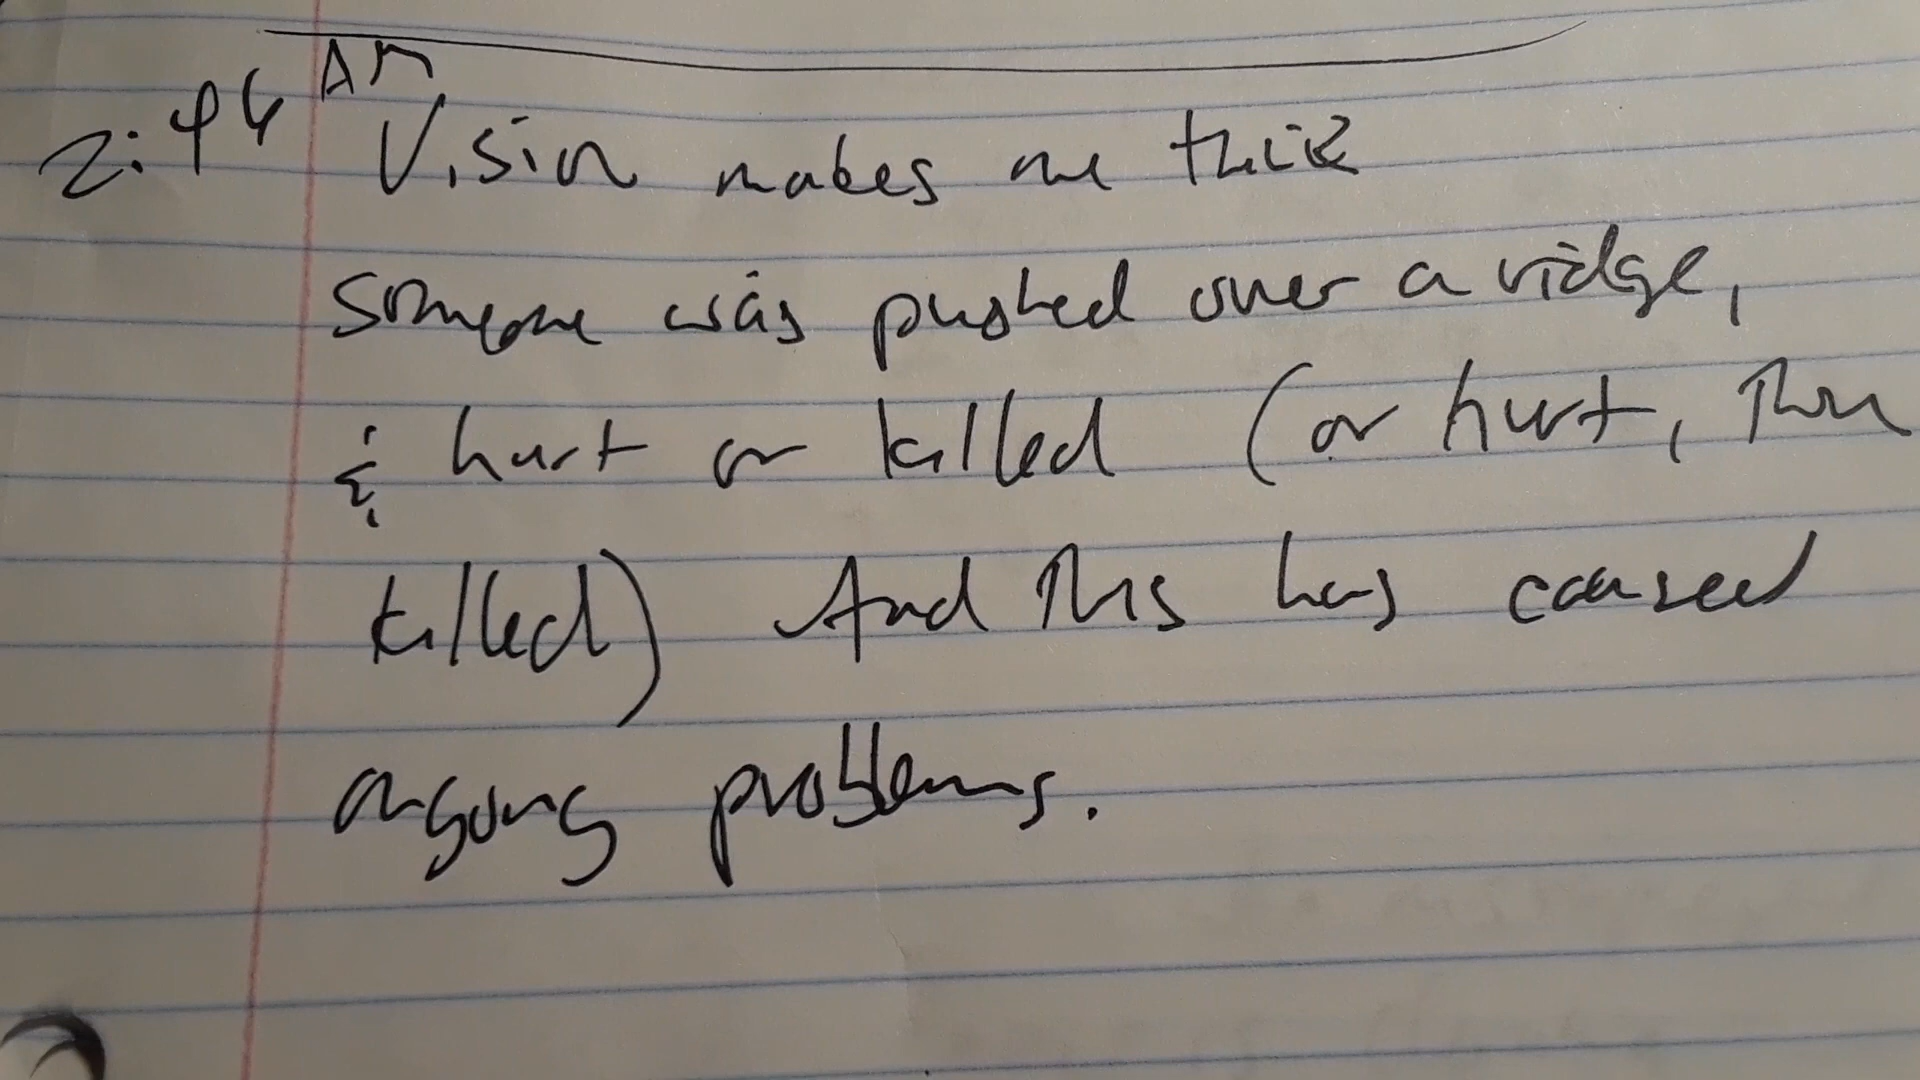 2:46 AM
Vision makes me think
someone was pushed over a ridge,
& hurt or killed (or hurt, then
killed) And this has caused
ongoing problems.